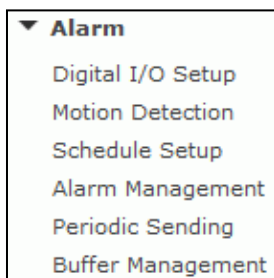 Alarm
Digital I/O Setup
Motion Detection
Schedule Setup
Alarm Management
Periodic Sending
Buffer Management